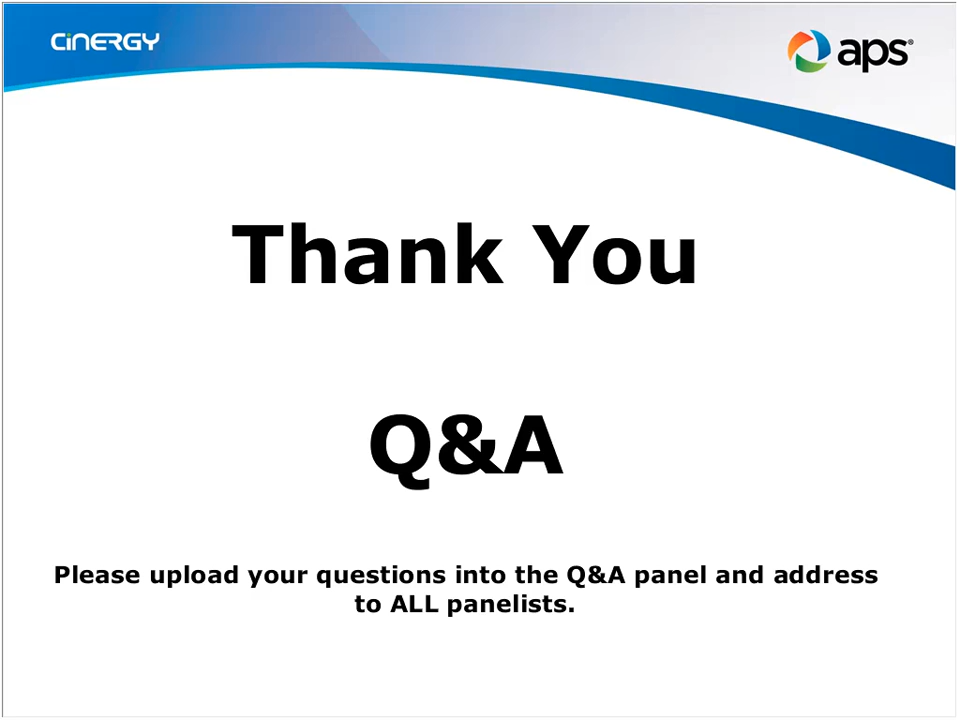 CINERGY
aps®
Thank You
Q&A
Please upload your questions into the Q&A panel and address
to ALL panelists.